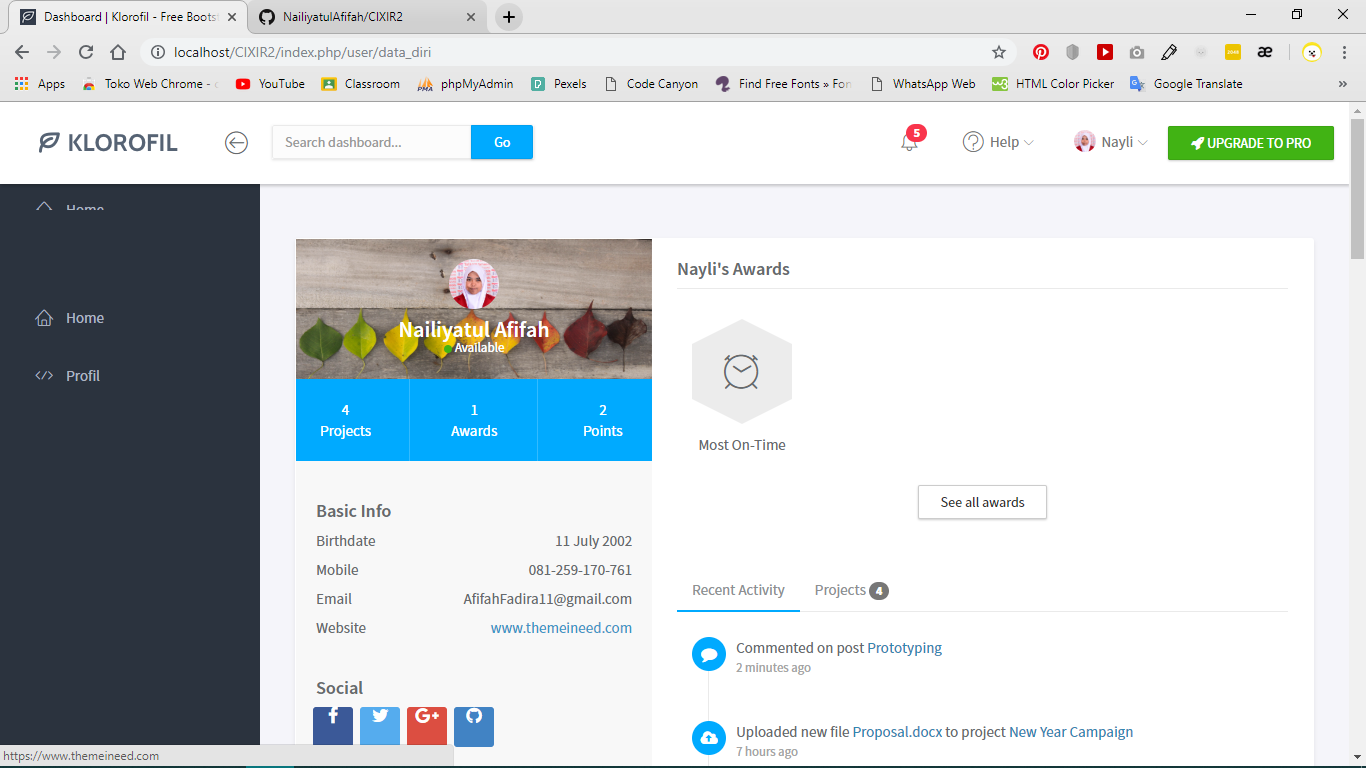 Dashboard | Klorofil - Free Boots
NailiyatulAfifah/CIXIR2
localhost/CIXIR2/index.php/user/data_diri
Apps
Toko Web Chrome -
YouTube
Classroom
phpMyAdmin
Pexels
Code Canyon
Find Free Fonts » Fon
WhatsApp Web
HTML Color Picker
Google Translate
KLOROFIL
Search dashboard...
Go
5
Help
Nayli
UPGRADE TO PRO
Home
Home
Profil
Nailiyatul Afifah
Available
4
Projects
1
Awards
2
Points
Basic Info
Birthdate 11 July 2002
Mobile 081-259-170-761
Email AfifahFadira11@gmail.com
Website www.themeineed.com
Social
Nayli's Awards
Most On-Time
See all awards
Recent Activity
Projects 4
Commented on post Prototyping
2 minutes ago
Uploaded new file Proposal.docx to project New Year Campaign
7 hours ago
https://www.themeineed.com